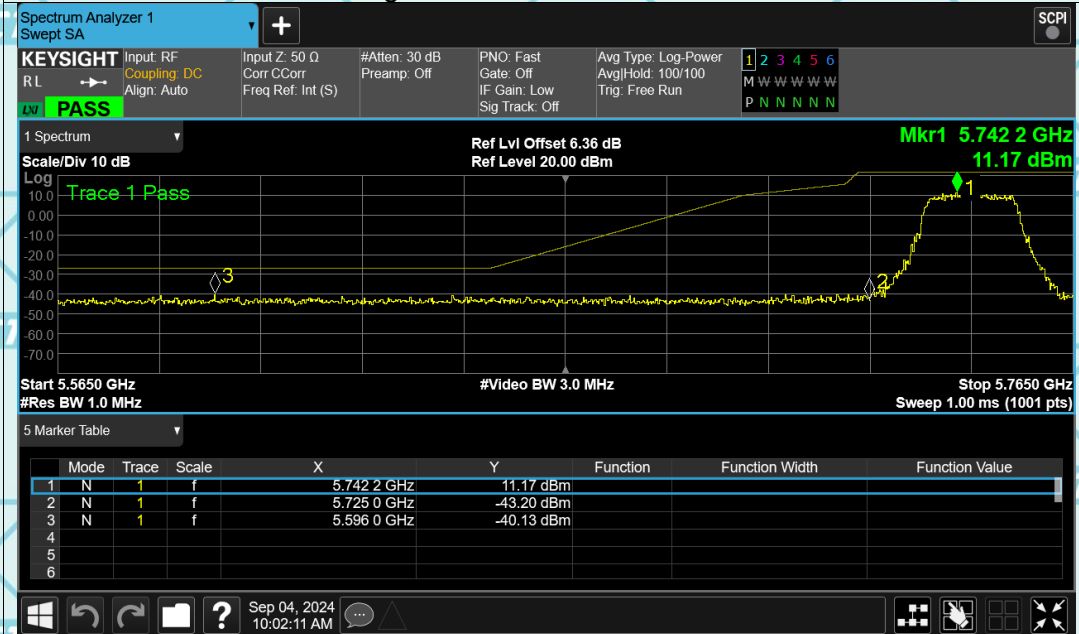 Spectrum Analyzer 1
Swept SA
+
SCPI
KEYSIGHT
R L
LXI PASS
Input: RF
Coupling: DC
Align: Auto
Input Z: 50 Ω
Corr CCorr
Freq Ref: Int (S)
#Atten: 30 dB
Preamp: Off
PNO: Fast
Gate: Off
IF Gain: Low
Sig Track: Off
Avg Type: Log-Power
Avg|Hold: 100/100
Trig: Free Run
1 2 3 4 5 6
M W W W W W
P N N N N N
1 Spectrum
Scale/Div 10 dB
Ref Lvl Offset 6.36 dB
Ref Level 20.00 dBm
Mkr1 5.742 2 GHz
11.17 dBm
Log
Trace 1 Pass
10.0
0.00
-10.0
-20.0
-30.0
-40.0
-50.0
-60.0
-70.0
1
2
3
Start 5.5650 GHz
#Video BW 3.0 MHz
Stop 5.7650 GHz
#Res BW 1.0 MHz
Sweep 1.00 ms (1001 pts)
5 Marker Table
Mode Trace Scale X Y Function Function Width Function Value
1 N 1 f 5.742 2 GHz 11.17 dBm
2 N 1 f 5.725 0 GHz -43.20 dBm
3 N 1 f 5.596 0 GHz -40.13 dBm
4
5
6
?
Sep 04, 2024
10:02:11 AM